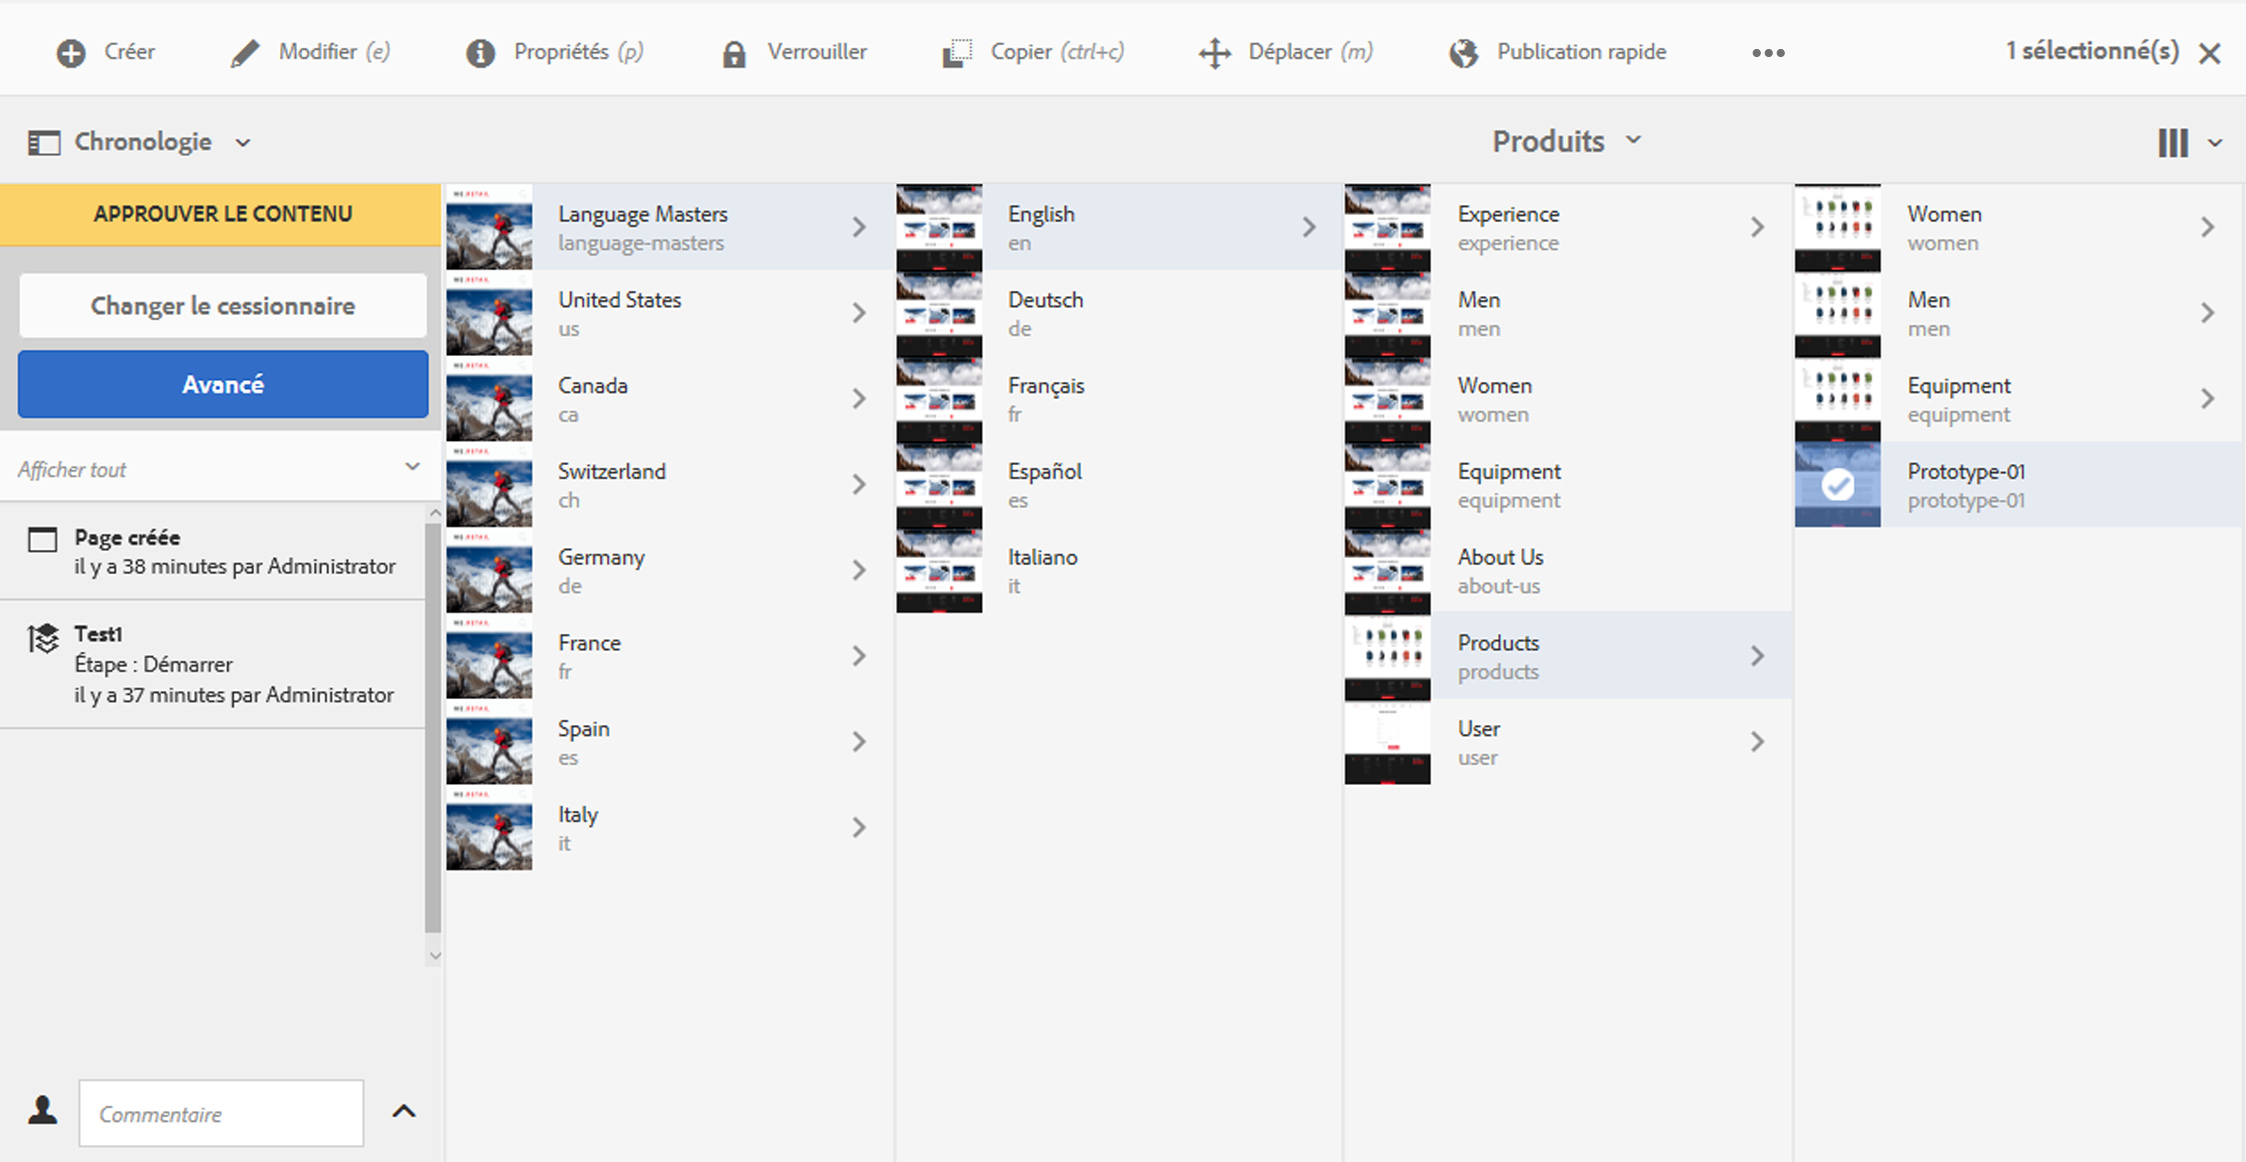 Créer
Modifier (e)
Propriétés (p)
Verrouiller
Copier (ctrl+c)
Déplacer (m)
Publication rapide
1 sélectionné(s)
Chronologie
Produits
APPROUVER LE CONTENU
Changer le cessionnaire
Avancé
Afficher tout
Page créée
il y a 38 minutes par Administrator
Test1
Étape : Démarrer
il y a 37 minutes par Administrator
Commentaire
Language Masters
language-masters
United States
us
Canada
ca
Switzerland
ch
Germany
de
France
fr
Spain
es
Italy
it
English
en
Deutsch
de
Français
fr
Español
es
Italiano
it
Experience
experience
Men
men
Women
women
Equipment
equipment
About Us
about-us
Products
products
User
user
Women
women
Men
men
Equipment
equipment
Prototype-01
prototype-01